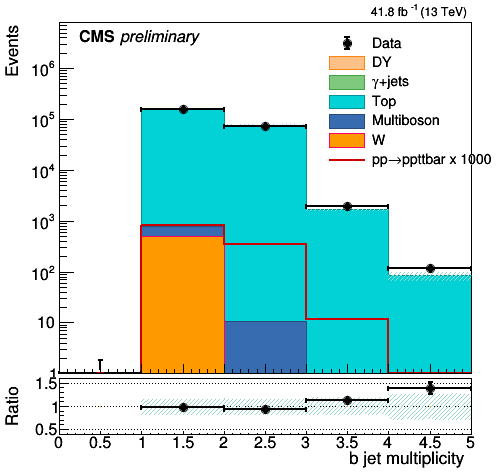 41.8 fb⁻¹ (13 TeV)
CMS preliminary
Events
10⁶
10⁵
10⁴
10³
10²
10
1
Data
DY
γ+jets
Top
Multiboson
W
pp→ppttbar x 1000
Ratio
1.5
1
0.5
0 0.5 1 1.5 2 2.5 3 3.5 4 4.5 5
b jet multiplicity